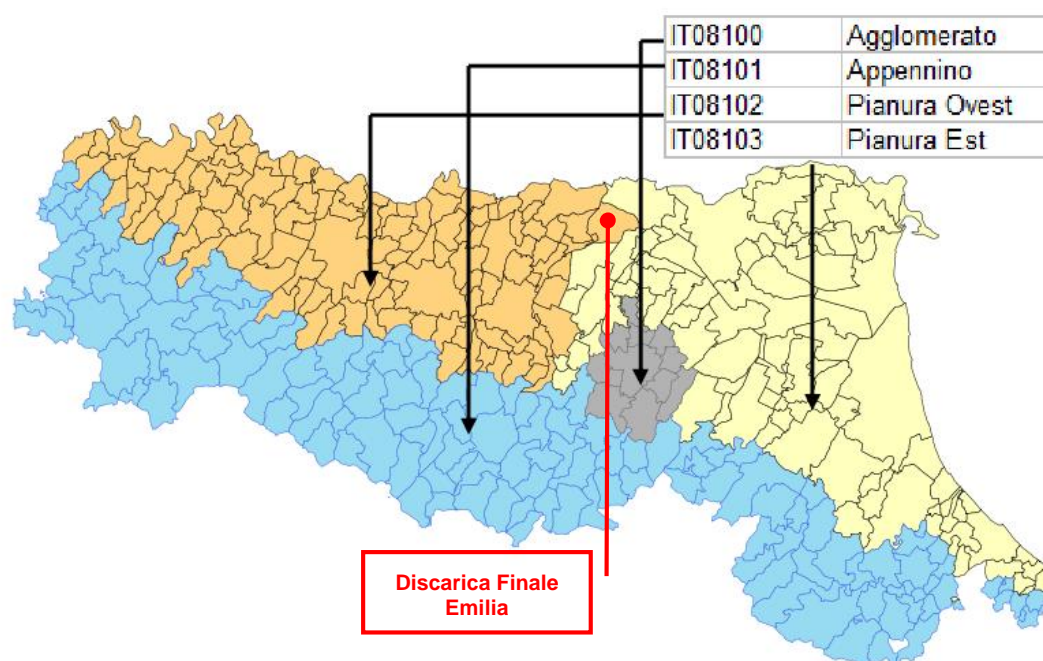 IT08100 Agglomerato
IT08101 Appennino
IT08102 Pianura Ovest
IT08103 Pianura Est
Discarica Finale
Emilia